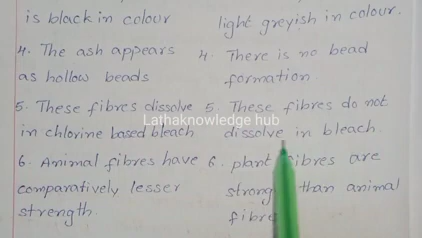 is black in colour
light greyish in colour.
4. The ash appears
as hollow beads
4. There is no bead
formation
5. These fibres dissolve
in chlorine based bleach
5. These fibres do not
dissolve in bleach.
6. Animal fibres have
comparatively lesser
strength.
6. plant fibres are
than animal
Lathaknowledge hub